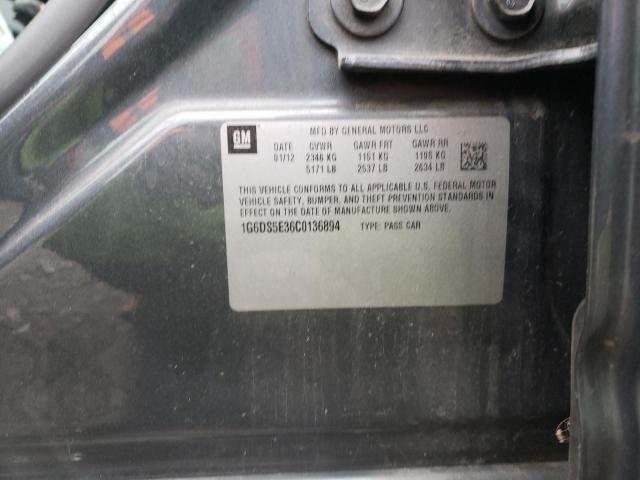 GM
MFD BY GENERAL MOTORS LLC
DATE GVWR GAWR FRT GAWR RR
01/12 2346 KG 1151 KG 1195 KG
5171 LB 2537 LB 2634 LB
THIS VEHICLE CONFORMS TO ALL APPLICABLE U.S. FEDERAL MOTOR
VEHICLE SAFETY, BUMPER, AND THEFT PREVENTION STANDARDS IN
EFFECT ON THE DATE OF MANUFACTURE SHOWN ABOVE.
1G6DS5E36C0136894 TYPE: PASS CAR